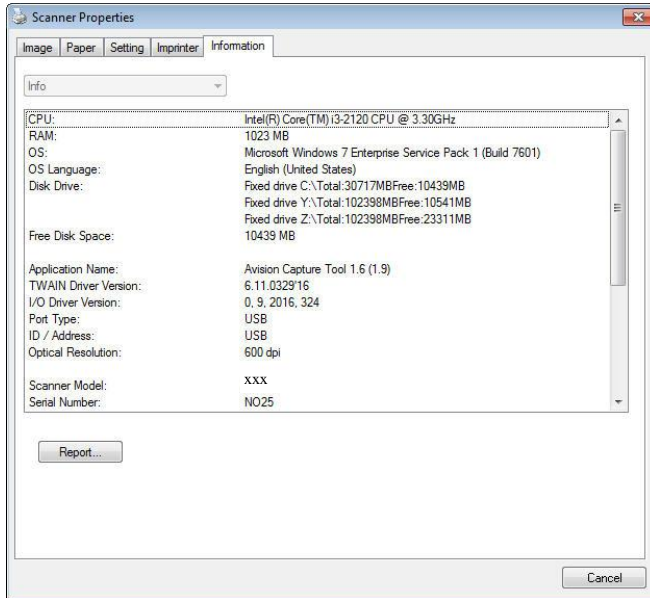 Scanner Properties
Image Paper Setting Imprinter Information
Info
CPU: Intel(R) Core(TM) i3-2120 CPU @ 3.30GHz
RAM: 1023 MB
OS: Microsoft Windows 7 Enterprise Service Pack 1 (Build 7601)
OS Language: English (United States)
Disk Drive: Fixed drive C:\Total:30717MBFree:10439MB
Fixed drive Y:\Total:102398MBFree:10541MB
Fixed drive Z:\Total:102398MBFree:23311MB
Free Disk Space: 10439 MB
Application Name: Avision Capture Tool 1.6 (1.9)
TWAIN Driver Version: 6.11.0329'16
I/O Driver Version: 0, 9, 2016, 324
Port Type: USB
ID / Address: USB
Optical Resolution: 600 dpi
Scanner Model: xxx
Serial Number: NO25
Report...
Cancel